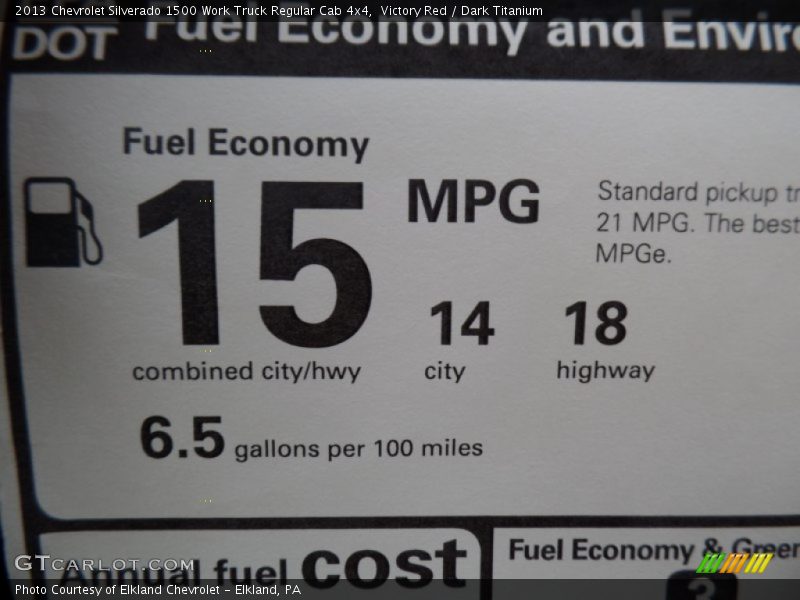 2013 Chevrolet Silverado 1500 Work Truck Regular Cab 4x4, Victory Red / Dark Titanium
DOT Fuel Economy and Enviro
Fuel Economy
15 MPG
combined city/hwy
14
city
18
highway
Standard pickup tr
21 MPG. The best
MPGe.
6.5 gallons per 100 miles
Annual fuel cost
Fuel Economy & Green
GTCARLOT.COM
Photo Courtesy of Elkland Chevrolet - Elkland, PA